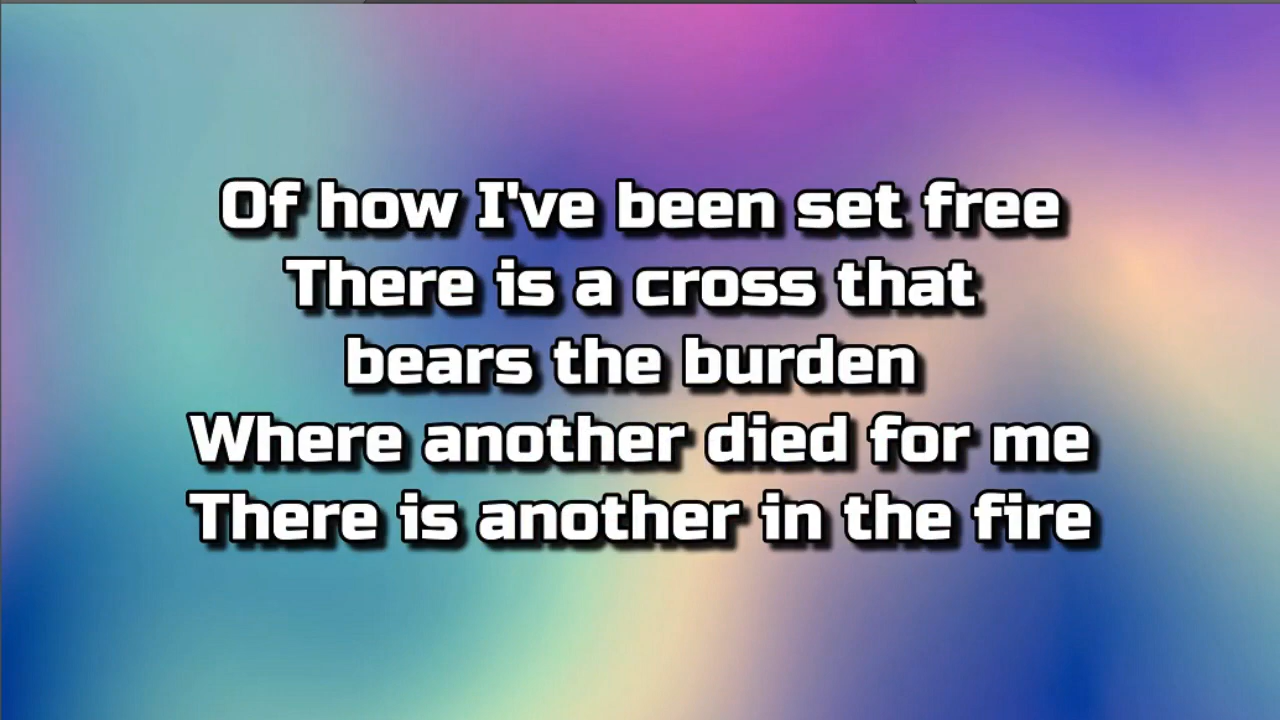 Of how I've been set free
There is a cross that
bears the burden
Where another died for me
There is another in the fire